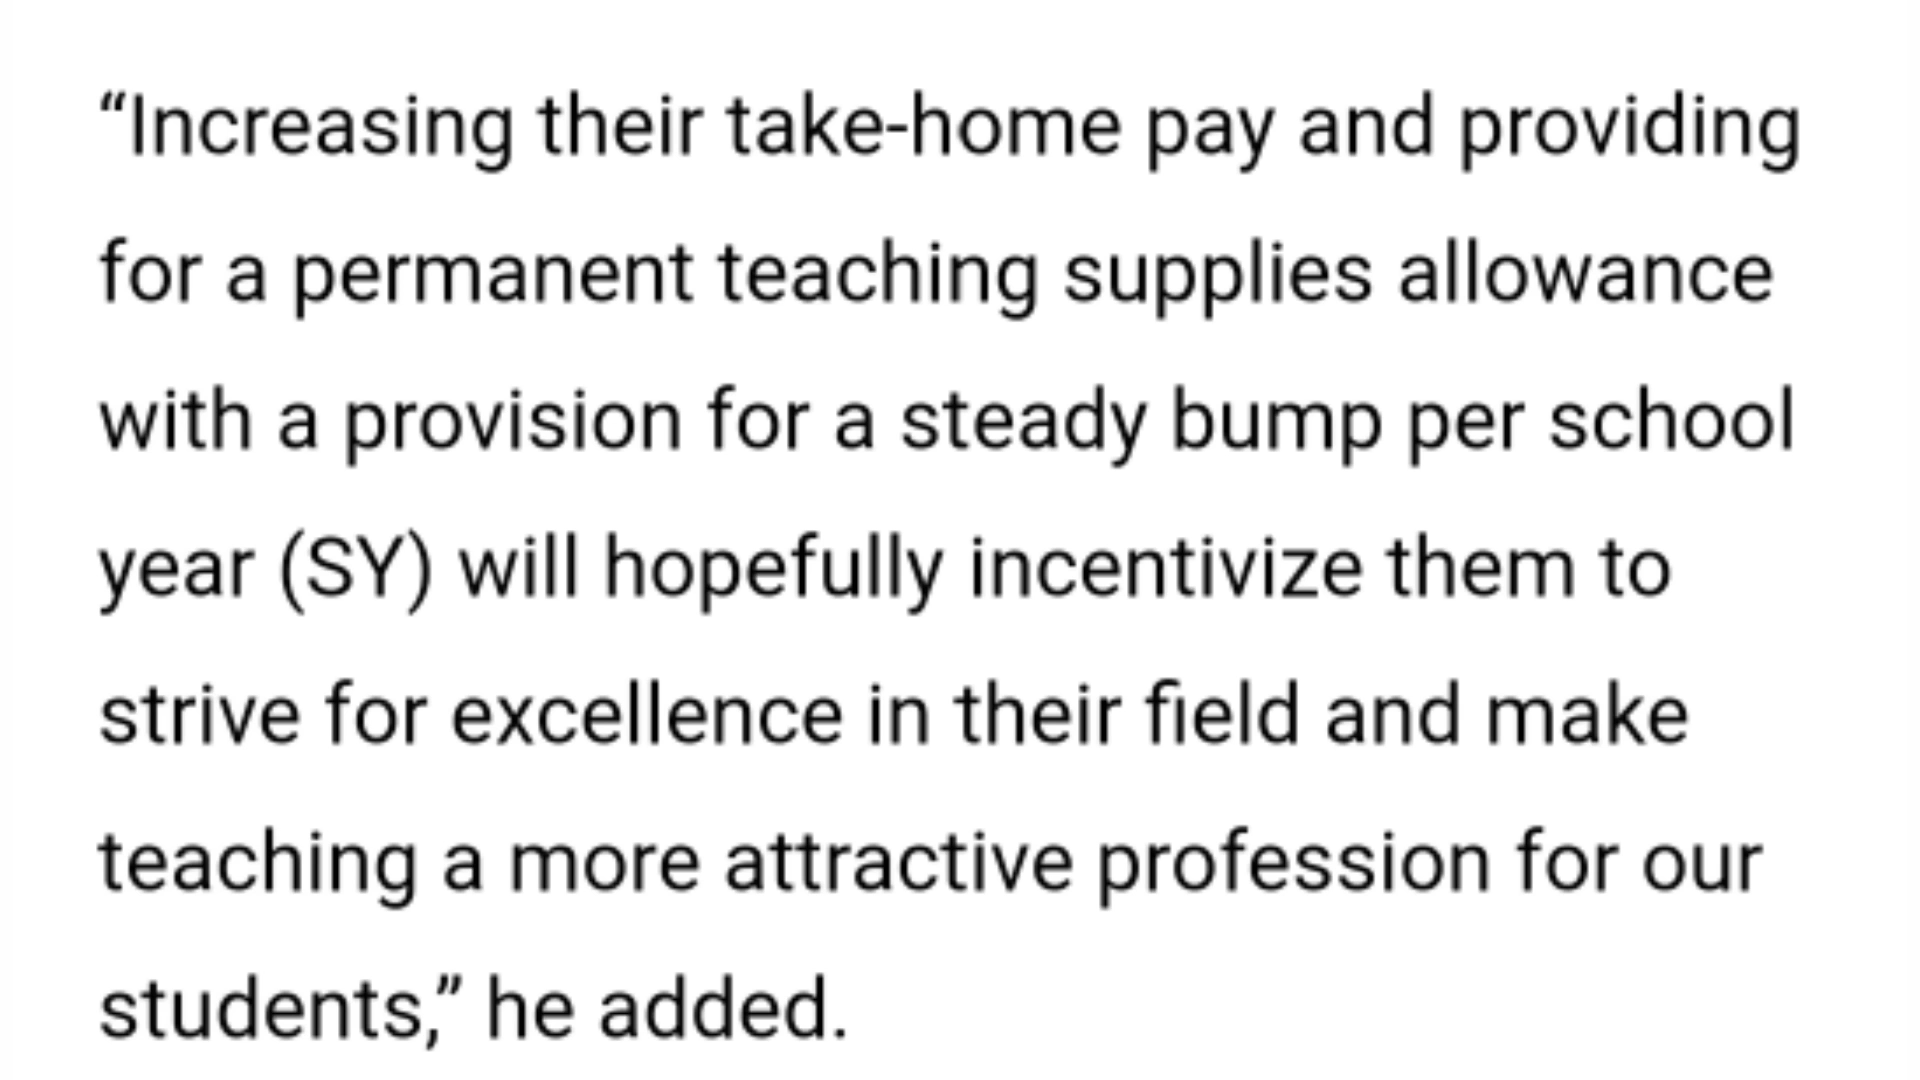 “Increasing their take-home pay and providing
for a permanent teaching supplies allowance
with a provision for a steady bump per school
year (SY) will hopefully incentivize them to
strive for excellence in their field and make
teaching a more attractive profession for our
students,” he added.